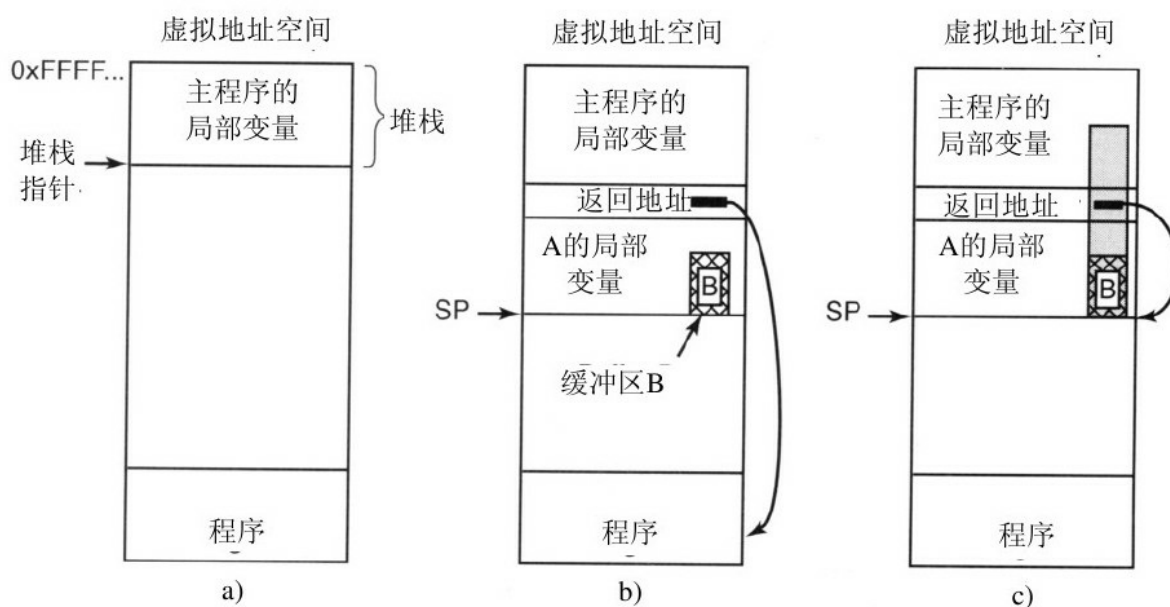 虚拟地址空间
0xFFFF...
主程序的
局部变量
堆栈
堆栈
指针
a)
程序
虚拟地址空间
主程序的
局部变量
返回地址
A的局部
变量
B
SP
缓冲区B
程序
b)
虚拟地址空间
主程序的
局部变量
返回地址
A的局部
变量
B
SP
程序
c)